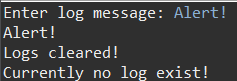 Enter log message: Alert!
Alert!
Logs cleared!
Currently no log exist!